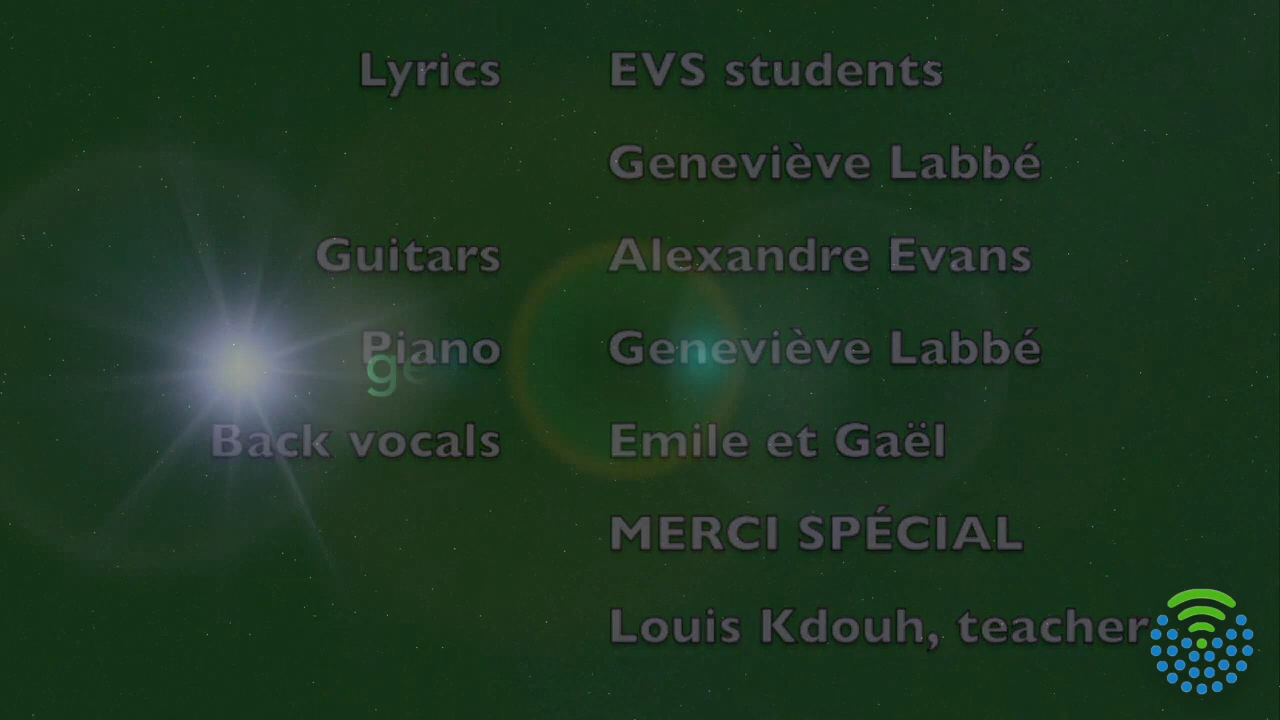 Lyrics EVS students
Geneviève Labbé
Guitars Alexandre Evans
Piano Geneviève Labbé
ge
Back vocals Emile et Gaël
MERCI SPÉCIAL
Louis Kdouh, teacher